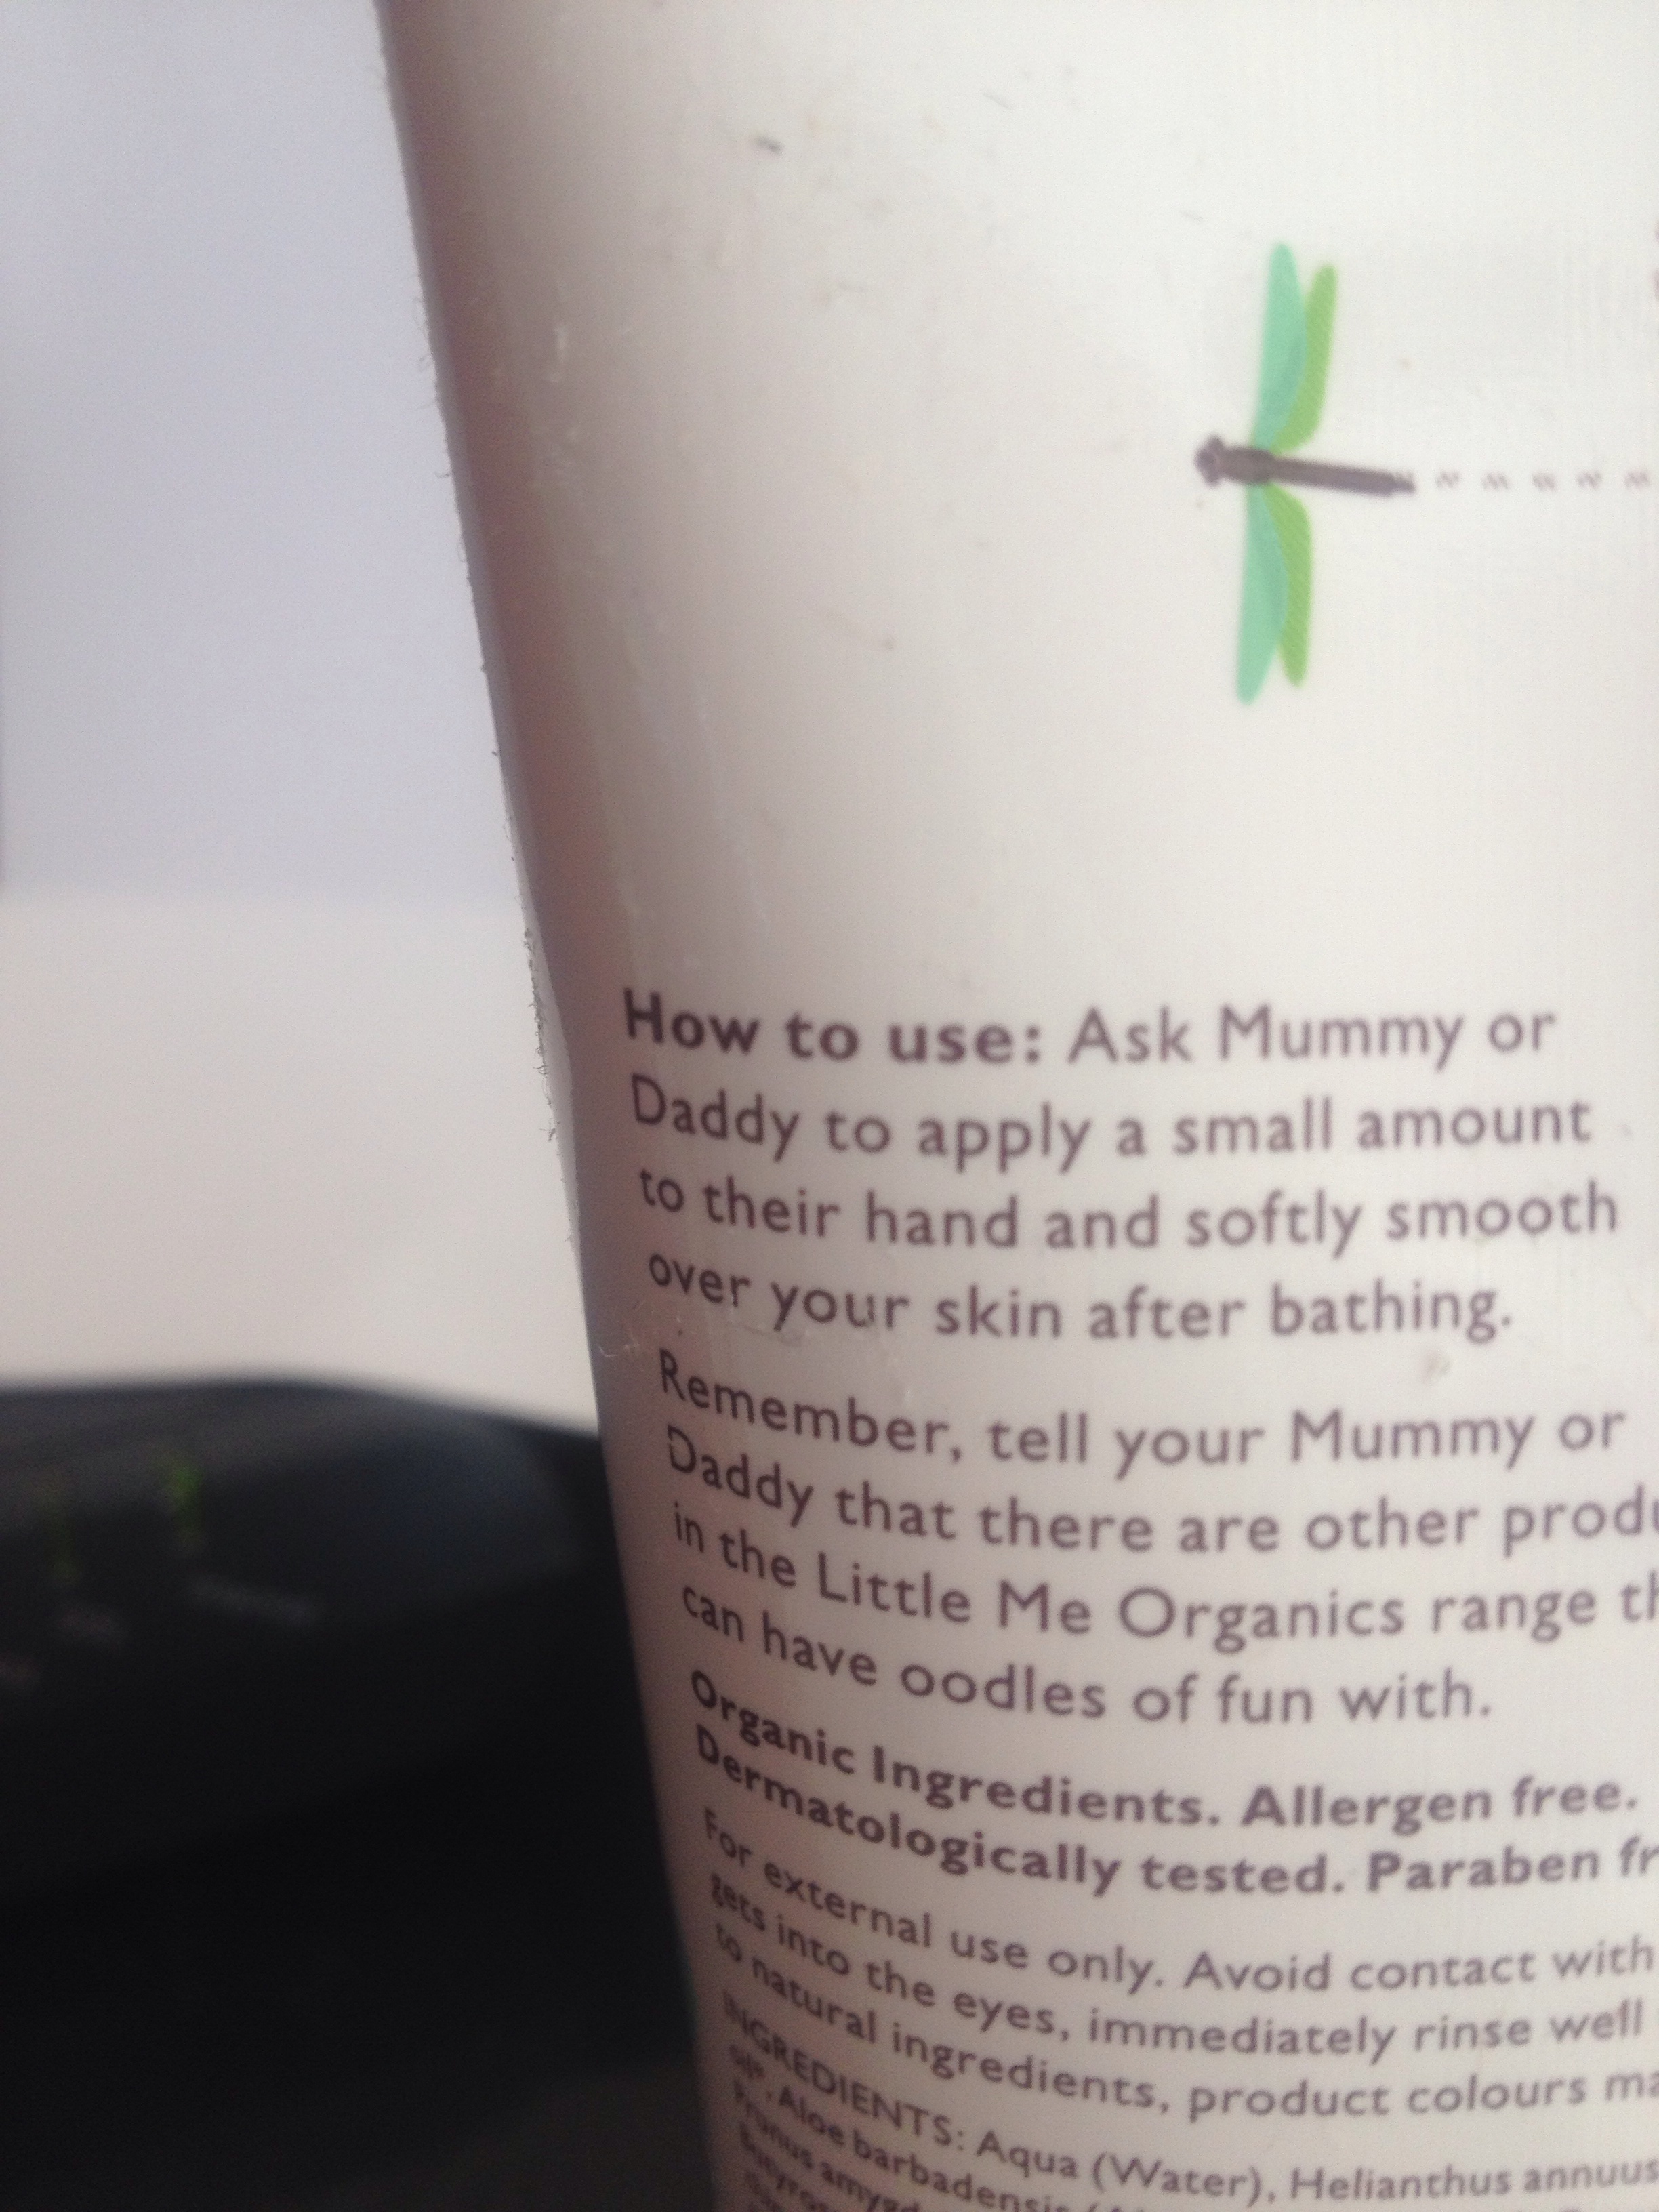 How to use: Ask Mummy or
Daddy to apply a small amount
to their hand and softly smooth
over your skin after bathing.
Remember, tell your Mummy or
Daddy that there are other produ
in the Little Me Organics range th
can have oodles of fun with.
Organic Ingredients. Allergen free.
Dermatologically tested. Paraben fr
For external use only. Avoid contact with
gets into the eyes, immediately rinse well
to natural ingredients, product colours ma
INGREDIENTS: Aqua (Water), Helianthus annuus
Aloe barbadensis
Prunus amygd